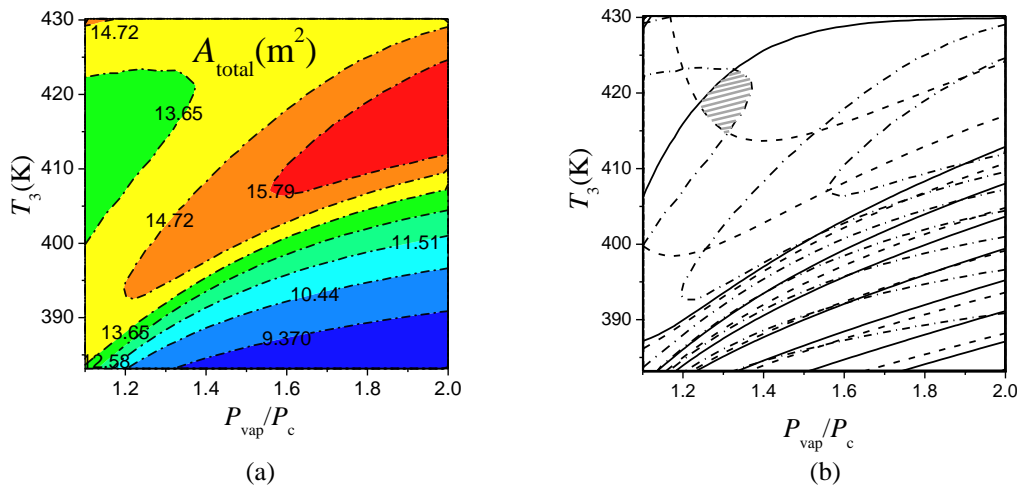 430
14.72
A_total(m²)
420
13.65
T_3(K)
410
15.79
14.72
400
11.51
10.44
390
13.65
9.370
12.58
1.2 1.4 1.6 1.8 2.0
P_vap/P_c
(a)
430
420
T_3(K)
410
400
390
1.2 1.4 1.6 1.8 2.0
P_vap/P_c
(b)